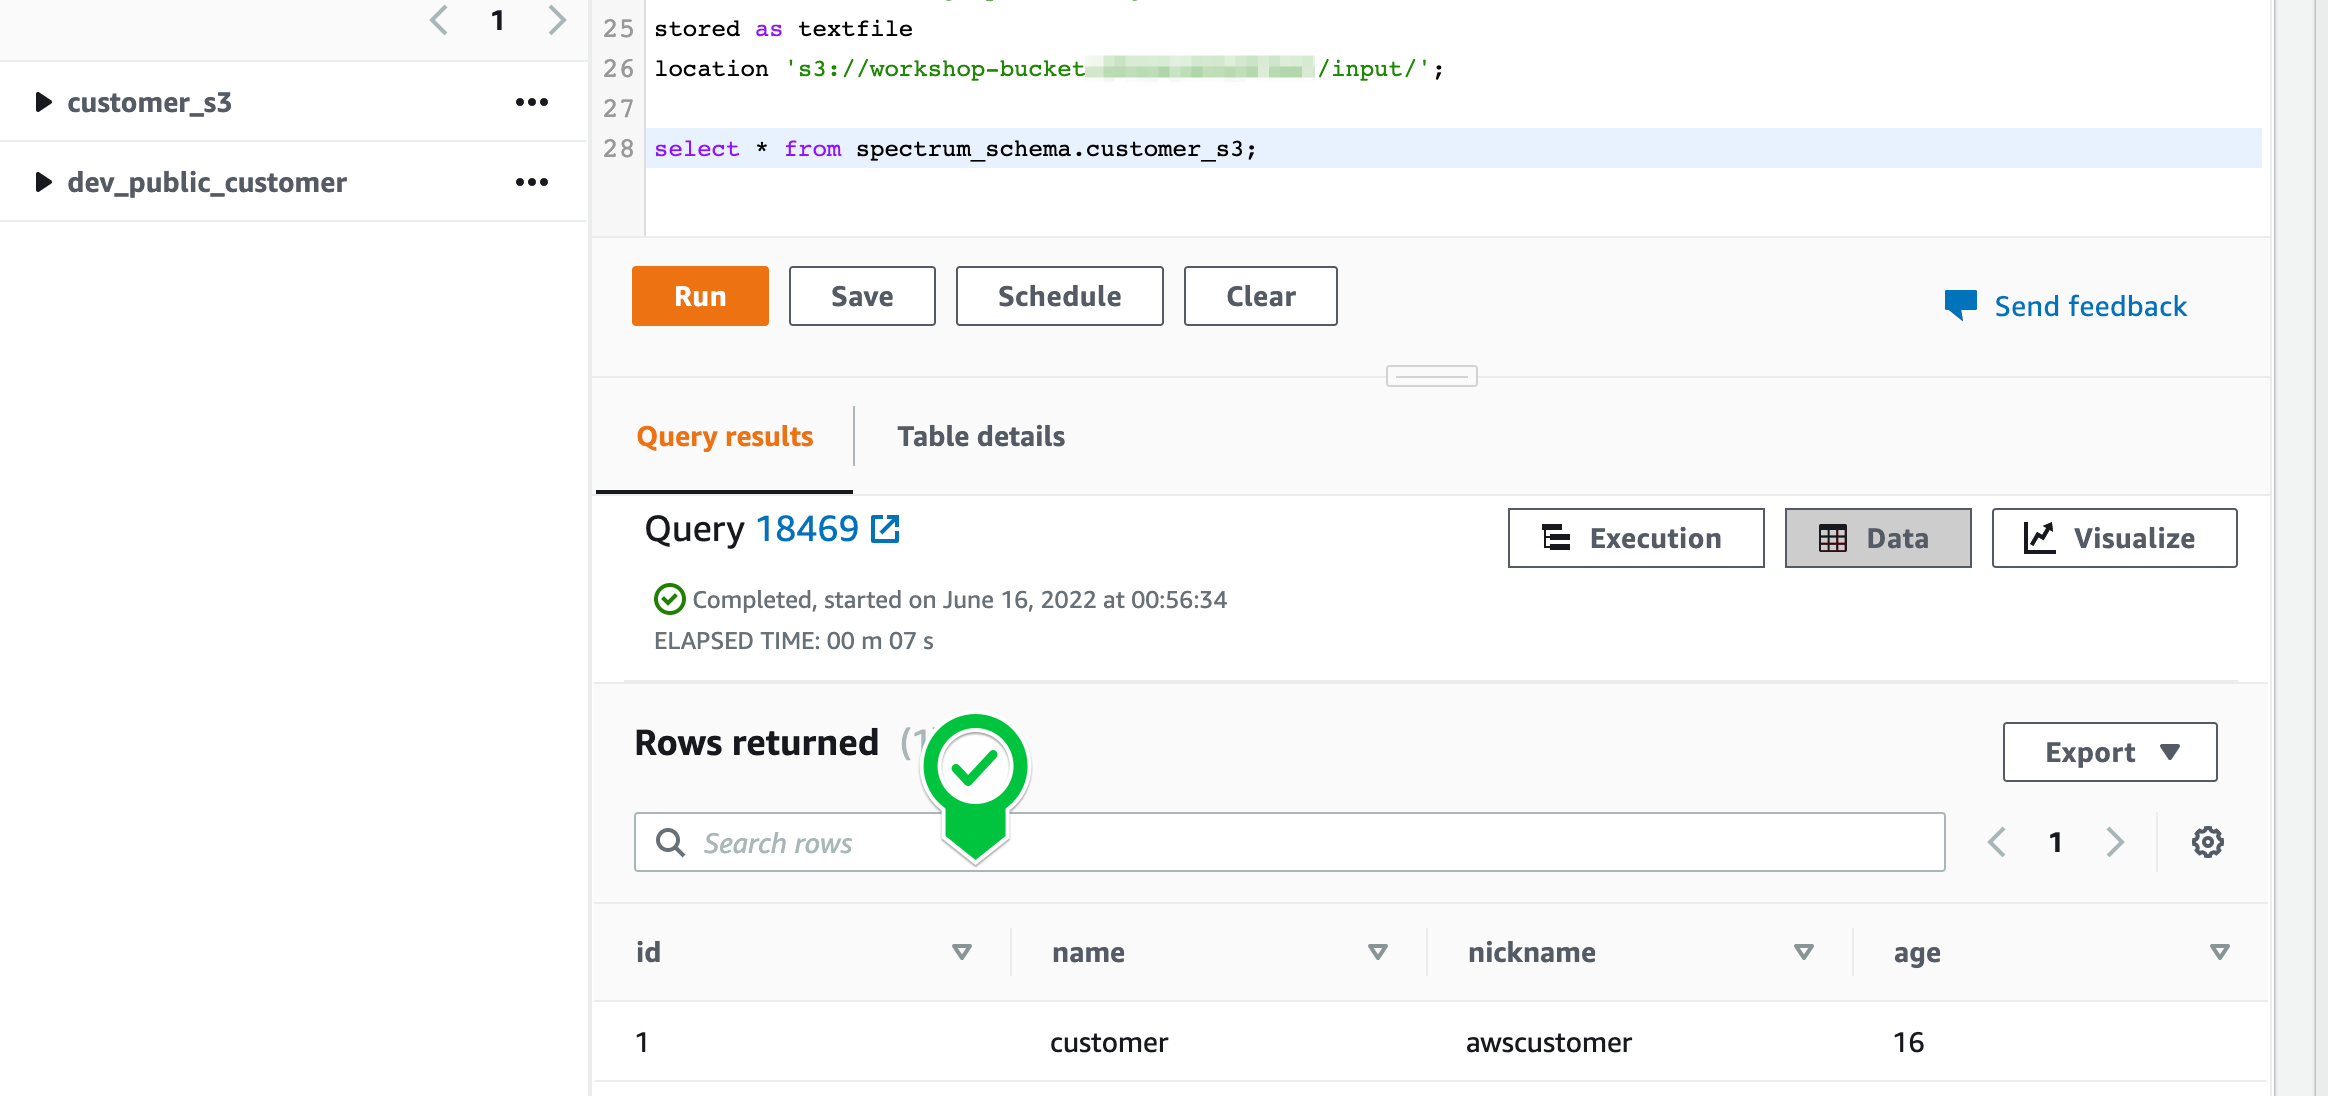 1
customer_s3
dev_public_customer
25 stored as textfile
26 location 's3://workshop-bucket /input/';
27
28 select * from spectrum_schema.customer_s3;
Run Save Schedule Clear
Send feedback
Query results Table details
Query 18469
Execution Data Visualize
Completed, started on June 16, 2022 at 00:56:34
ELAPSED TIME: 00 m 07 s
Rows returned (1
Export
Search rows
1
id name nickname age
1 customer awscustomer 16